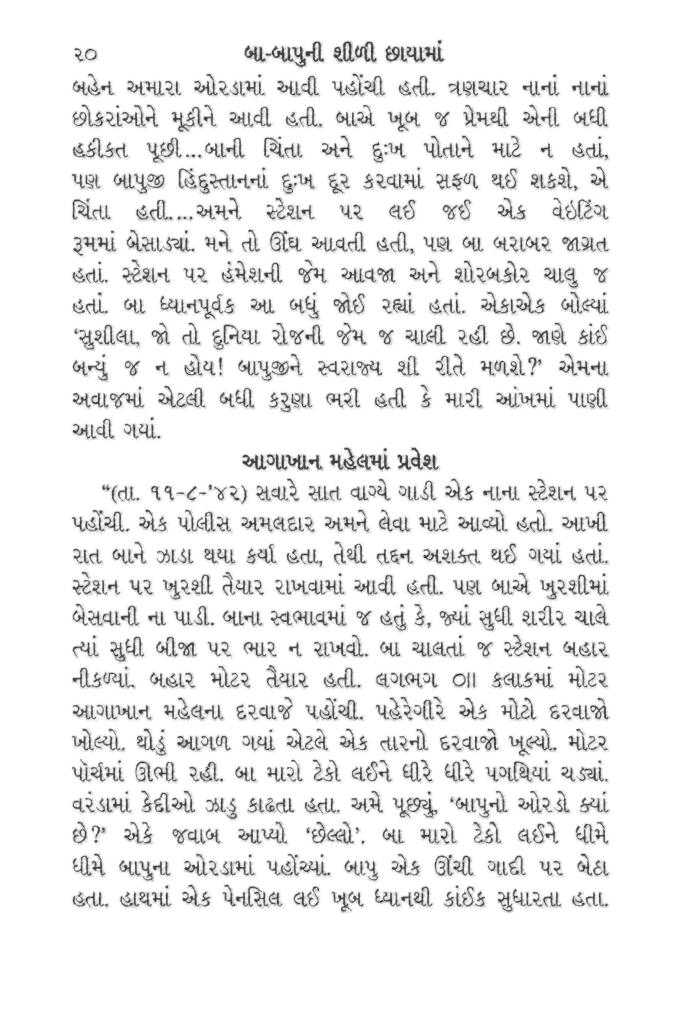 ૨૦
બા-બાપુની શીળી છાયામાં
બહેન અમારા ઓરડામાં આવી પહોંચી હતી. ત્રણચાર નાનાં નાનાં
છોકરાંઓને મૂકીને આવી હતી. બાએ ખૂબ જ પ્રેમથી એની બધી
હકીકત પૂછી...બાની ચિંતા અને દુઃખ પોતાને માટે ન હતાં,
પણ બાપુજી હિંદુસ્તાનનાં દુઃખ દૂર કરવામાં સફળ થઈ શકશે, એ
ચિંતા હતી....અમને સ્ટેશન પર લઈ જઈ એક વેઇટિંગ
રૂમમાં બેસાડ્યાં. મને તો ઊંઘ આવતી હતી, પણ બા બરાબર જાગ્રત
હતાં. સ્ટેશન પર હંમેશની જેમ આવજા અને શોરબકોર ચાલુ જ
હતાં. બા ધ્યાનપૂર્વક આ બધું જોઈ રહ્યાં હતાં. એકાએક બોલ્યાં
‘સુશીલા, જો તો દુનિયા રોજની જેમ જ ચાલી રહી છે. જાણે કાંઈ
બન્યું જ ન હોય! બાપુજીને સ્વરાજ્ય શી રીતે મળશે?’ એમના
અવાજમાં એટલી બધી કરુણા ભરી હતી કે મારી આંખમાં પાણી
આવી ગયાં.
આગાખાન મહેલમાં પ્રવેશ
“(તા. ૧૧-૮-’૪૨) સવારે સાત વાગ્યે ગાડી એક નાના સ્ટેશન પર
પહોંચી. એક પોલીસ અમલદાર અમને લેવા માટે આવ્યો હતો. આખી
રાત બાને ઝાડા થયા કર્યા હતા, તેથી તદ્દન અશક્ત થઈ ગયાં હતાં.
સ્ટેશન પર ખુરશી તૈયાર રાખવામાં આવી હતી. પણ બાએ ખુરશીમાં
બેસવાની ના પાડી. બાના સ્વભાવમાં જ હતું કે, જ્યાં સુધી શરીર ચાલે
ત્યાં સુધી બીજા પર ભાર ન રાખવો. બા ચાલતાં જ સ્ટેશન બહાર
નીકળ્યાં. બહાર મોટર તૈયાર હતી. લગભગ ૦॥ કલાકમાં મોટર
આગાખાન મહેલના દરવાજે પહોંચી. પહેરેગીરે એક મોટો દરવાજો
ખોલ્યો. થોડું આગળ ગયાં એટલે એક તારનો દરવાજો ખૂલ્યો. મોટર
પૉર્ચમાં ઊભી રહી. બા મારો ટેકો લઈને ધીરે ધીરે પગથિયાં ચડ્યાં.
વરંડામાં કેદીઓ ઝાડુ કાઢતા હતા. અમે પૂછ્યું, ‘બાપુનો ઓરડો ક્યાં
છે?’ એકે જવાબ આપ્યો ‘છેલ્લો’. બા મારો ટેકો લઈને ધીમે
ધીમે બાપુના ઓરડામાં પહોંચ્યાં. બાપુ એક ઊંચી ગાદી પર બેઠા
હતા. હાથમાં એક પેનસિલ લઈ ખૂબ ધ્યાનથી કાંઈક સુધારતા હતા.